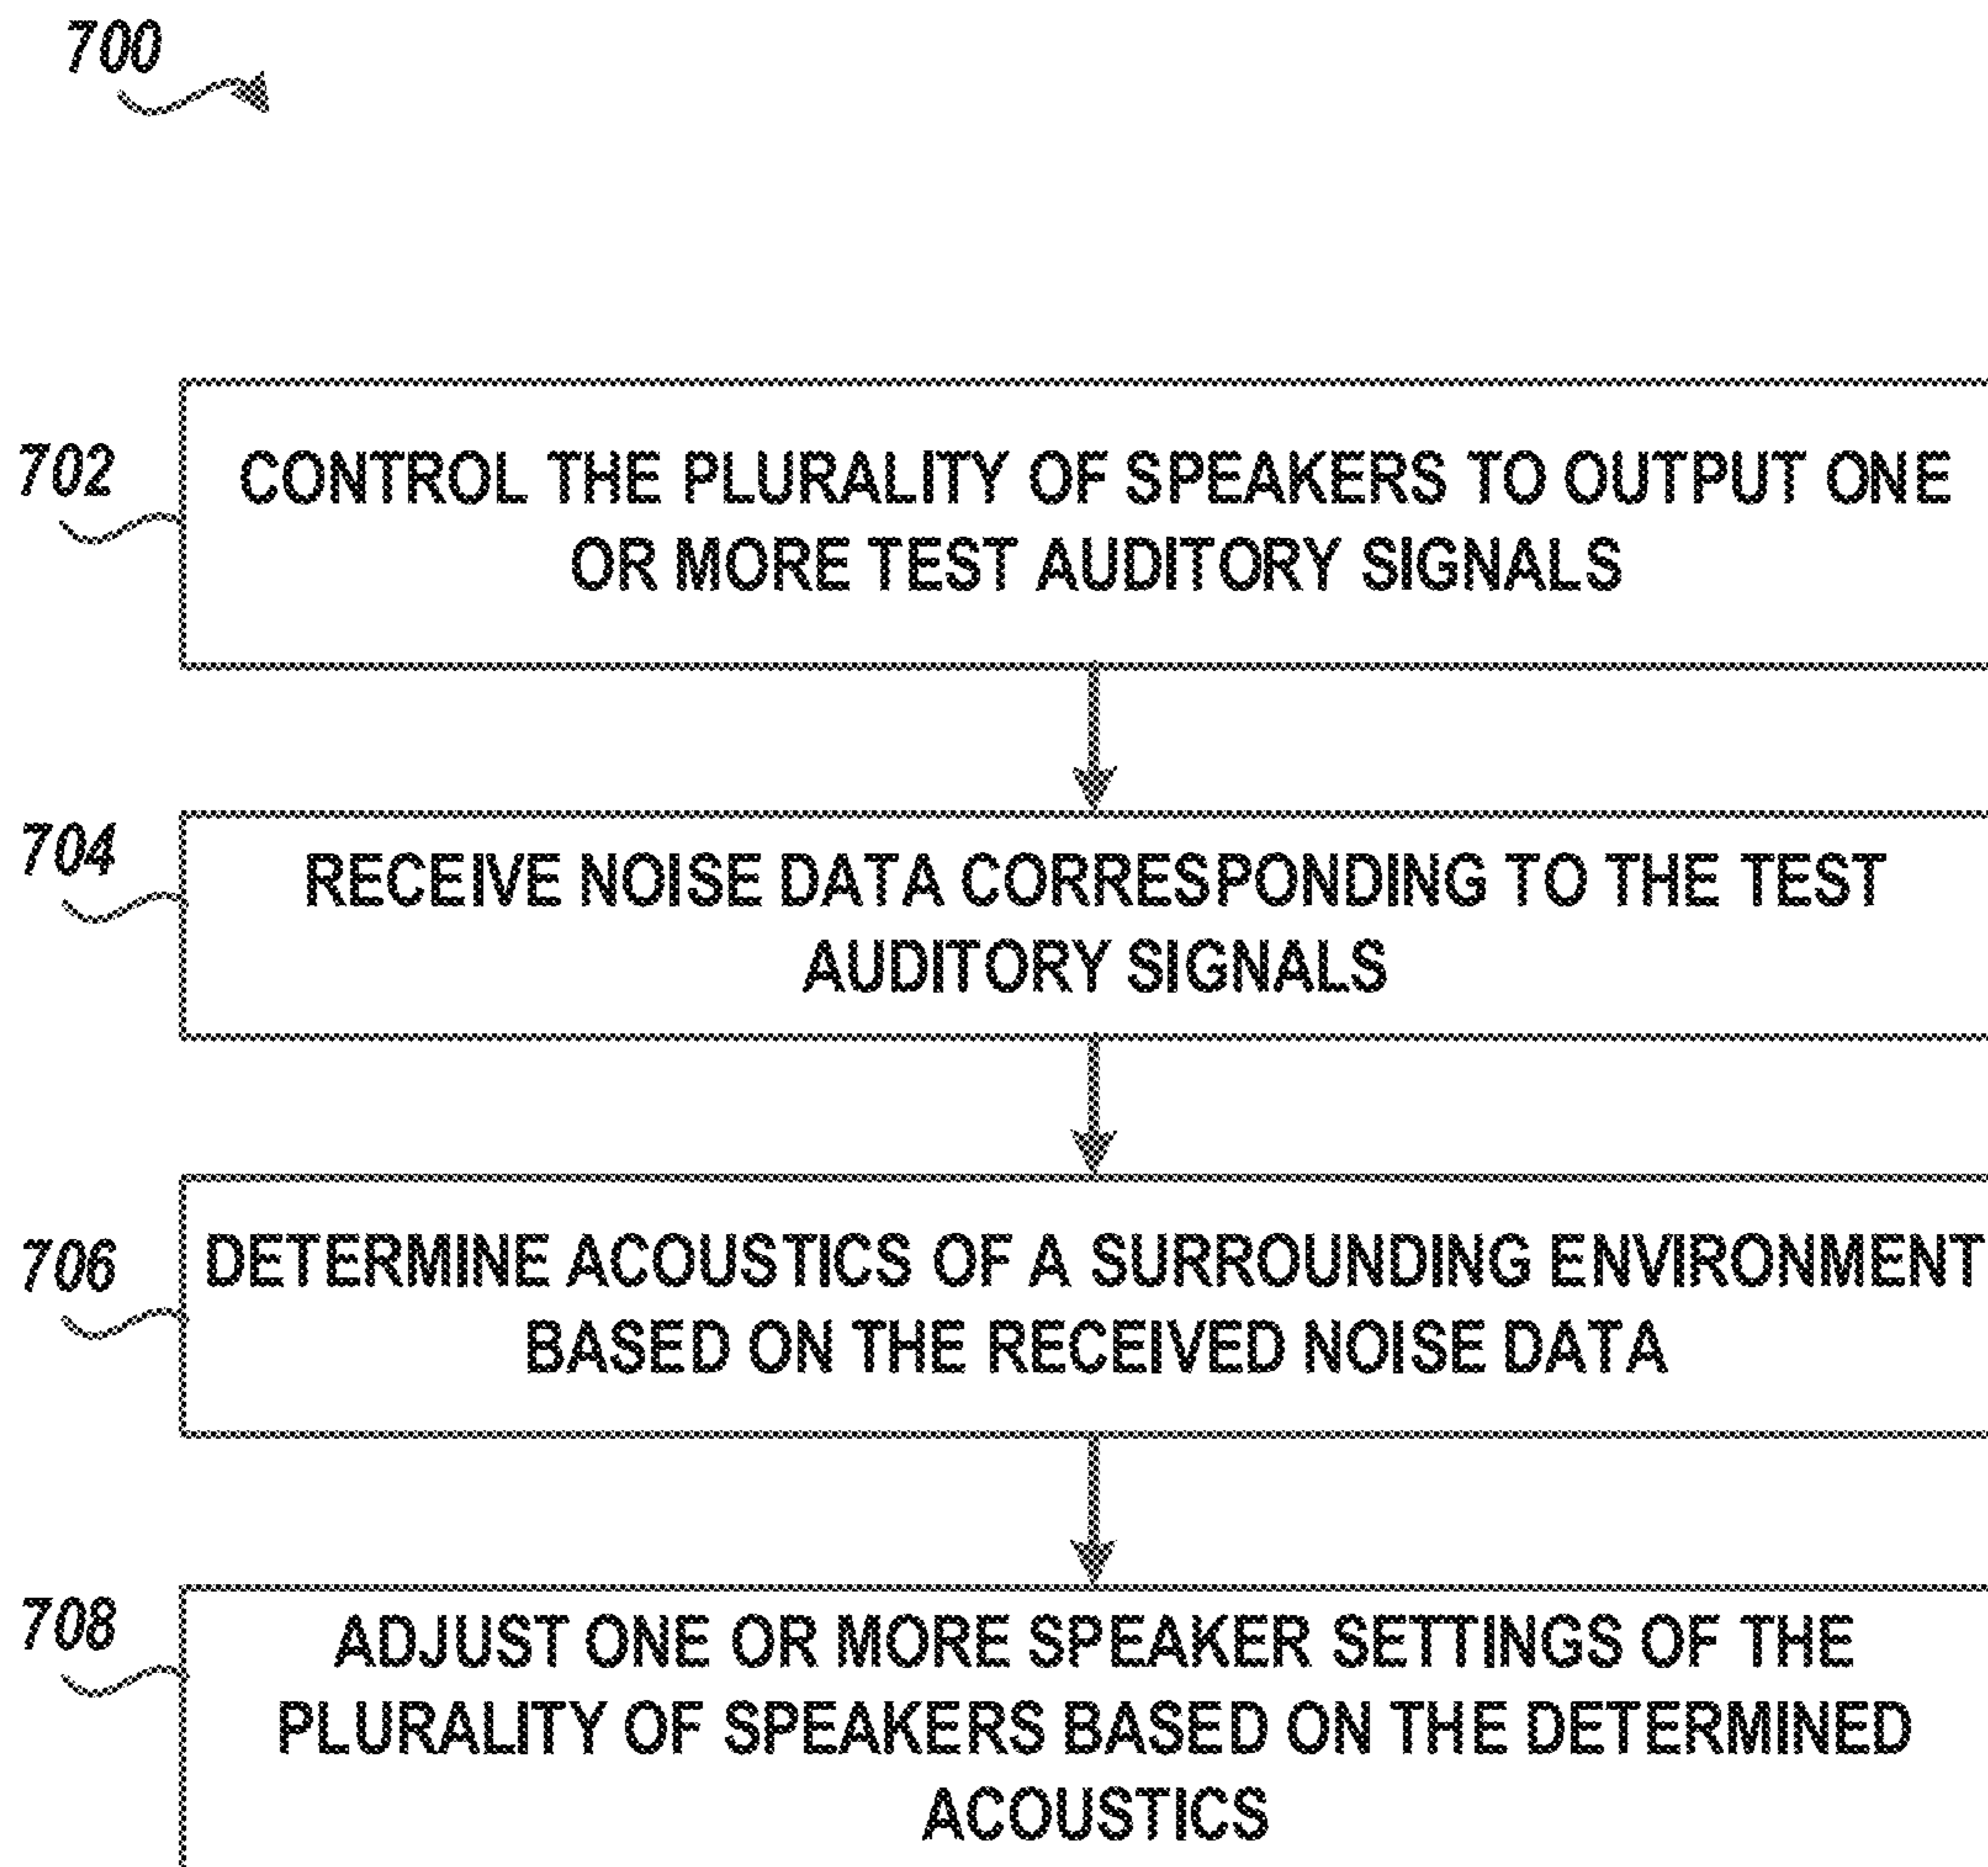 700
702
CONTROL THE PLURALITY OF SPEAKERS TO OUTPUT ONE
OR MORE TEST AUDITORY SIGNALS
704
RECEIVE NOISE DATA CORRESPONDING TO THE TEST
AUDITORY SIGNALS
706
DETERMINE ACOUSTICS OF A SURROUNDING ENVIRONMENT
BASED ON THE RECEIVED NOISE DATA
708
ADJUST ONE OR MORE SPEAKER SETTINGS OF THE
PLURALITY OF SPEAKERS BASED ON THE DETERMINED
ACOUSTICS